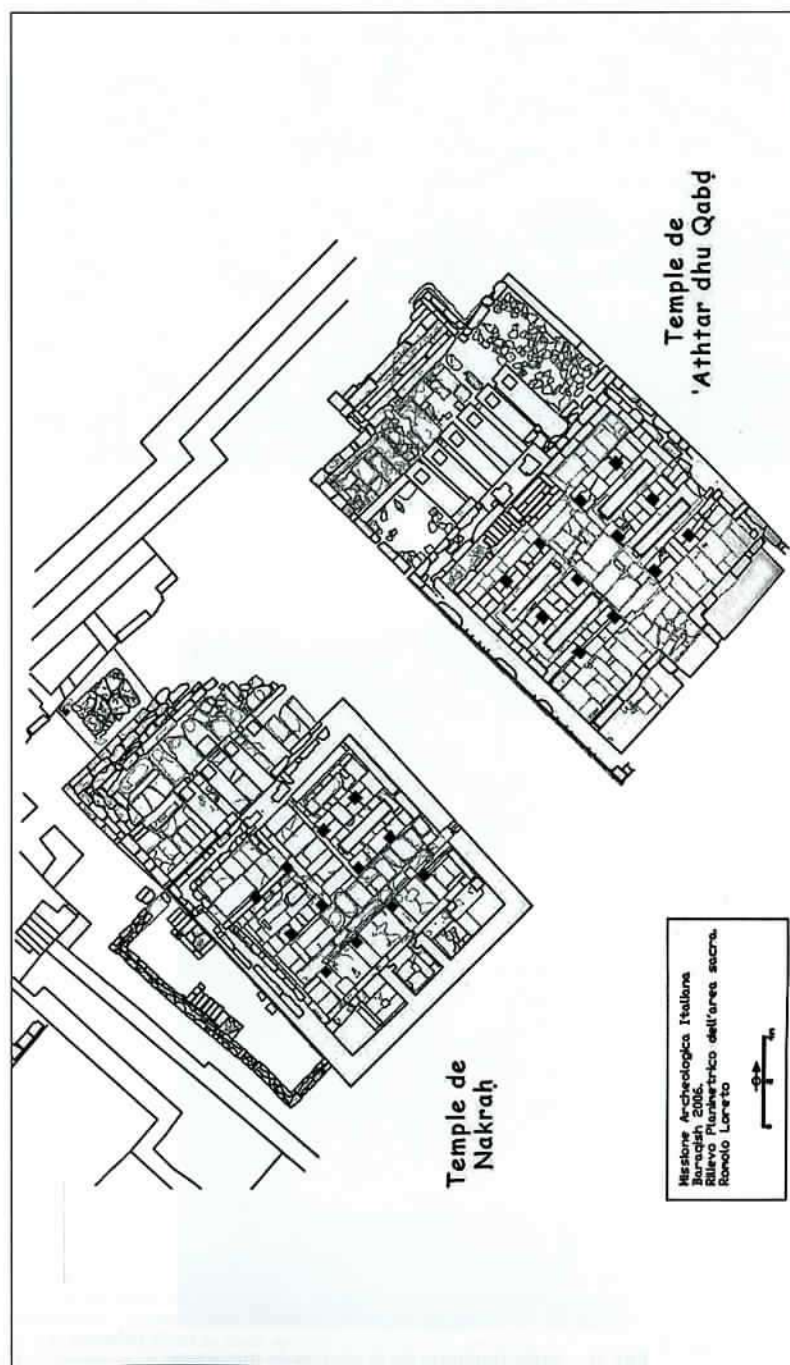 Temple de
'Athtar dhu Qabḍ
Temple de
Nakraḥ
Missione Archeologica Italiana
Baraqish 2006.
Rilievo Planimetrico dell'area sacra.
Romolo Loreto